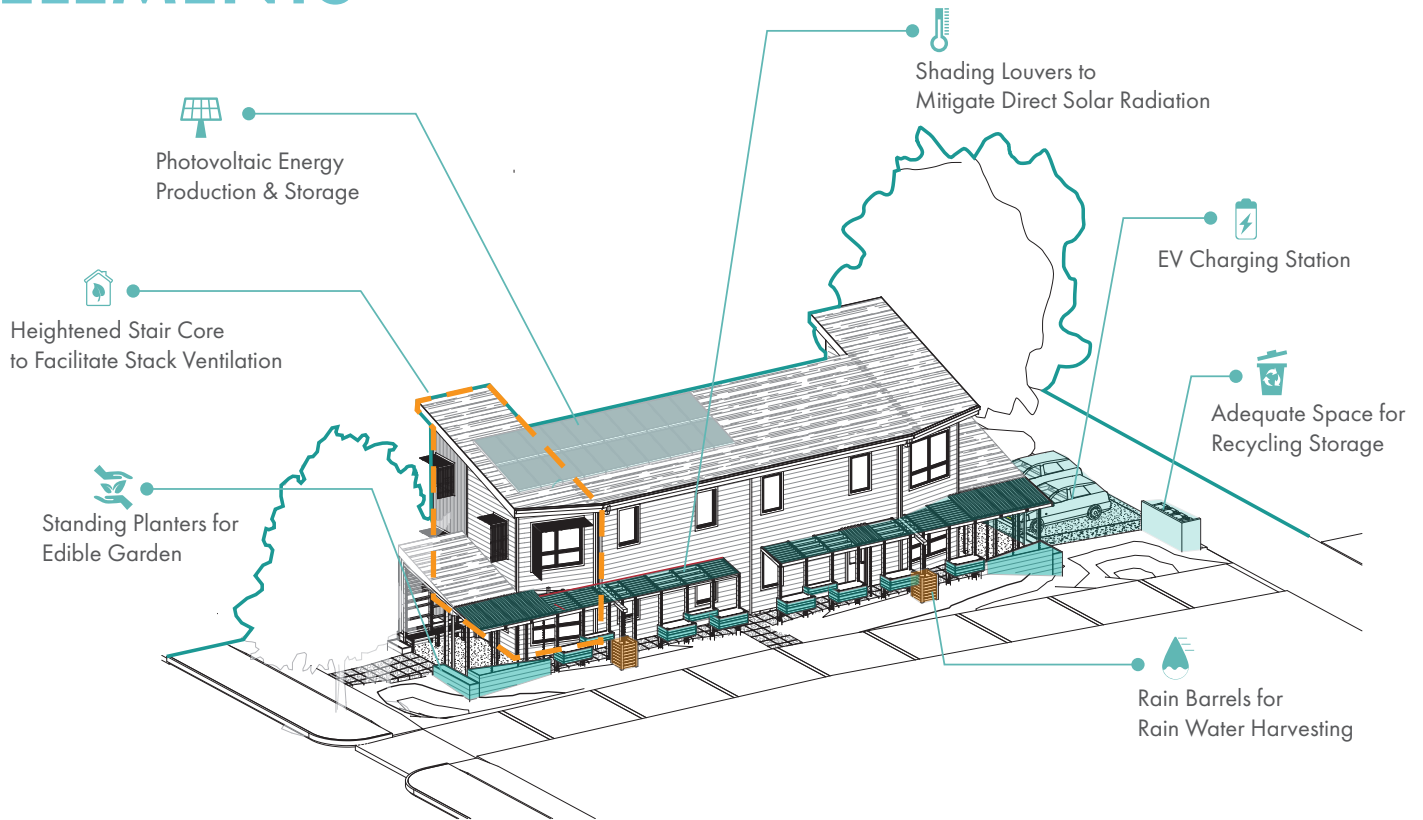 ELEMENTS
Shading Louvers to
Mitigate Direct Solar Radiation
Photovoltaic Energy
Production & Storage
EV Charging Station
Heightened Stair Core
to Facilitate Stack Ventilation
Adequate Space for
Recycling Storage
Standing Planters for
Edible Garden
Rain Barrels for
Rain Water Harvesting